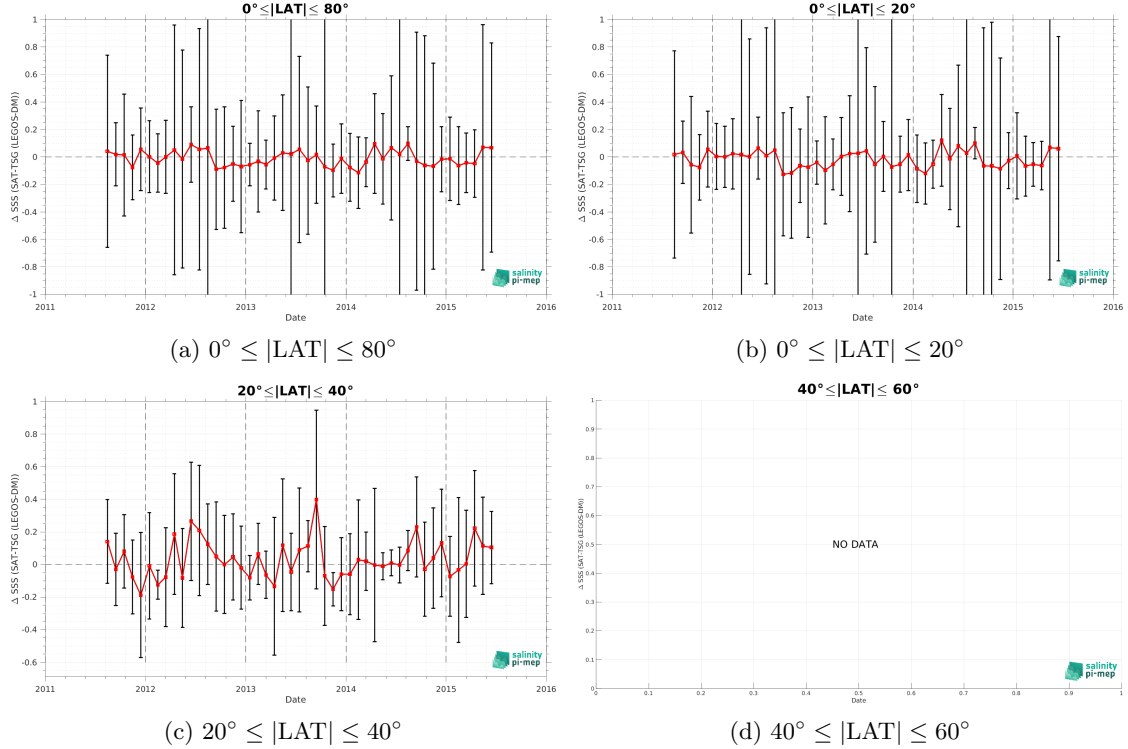 0°≤|LAT|≤ 80°
Δ SSS (SAT-TSG (LEGOS-DM))
1
0.8
0.6
0.4
0.2
0
-0.2
-0.4
-0.6
-0.8
-1
2011 2012 2013 2014 2015 2016
Date
salinity
pi-mep
(a) 0° ≤ |LAT| ≤ 80°
0°≤|LAT|≤ 20°
Δ SSS (SAT-TSG (LEGOS-DM))
1
0.8
0.6
0.4
0.2
0
-0.2
-0.4
-0.6
-0.8
-1
2011 2012 2013 2014 2015 2016
Date
salinity
pi-mep
(b) 0° ≤ |LAT| ≤ 20°
20°≤|LAT|≤ 40°
Δ SSS (SAT-TSG (LEGOS-DM))
1
0.8
0.6
0.4
0.2
0
-0.2
-0.4
-0.6
2011 2012 2013 2014 2015 2016
Date
salinity
pi-mep
(c) 20° ≤ |LAT| ≤ 40°
40°≤|LAT|≤ 60°
Δ SSS (SAT-TSG (LEGOS-DM))
1
0.9
0.8
0.7
0.6
0.5
0.4
0.3
0.2
0.1
0
NO DATA
0 0.1 0.2 0.3 0.4 0.5 0.6 0.7 0.8 0.9 1
Date
salinity
pi-mep
(d) 40° ≤ |LAT| ≤ 60°